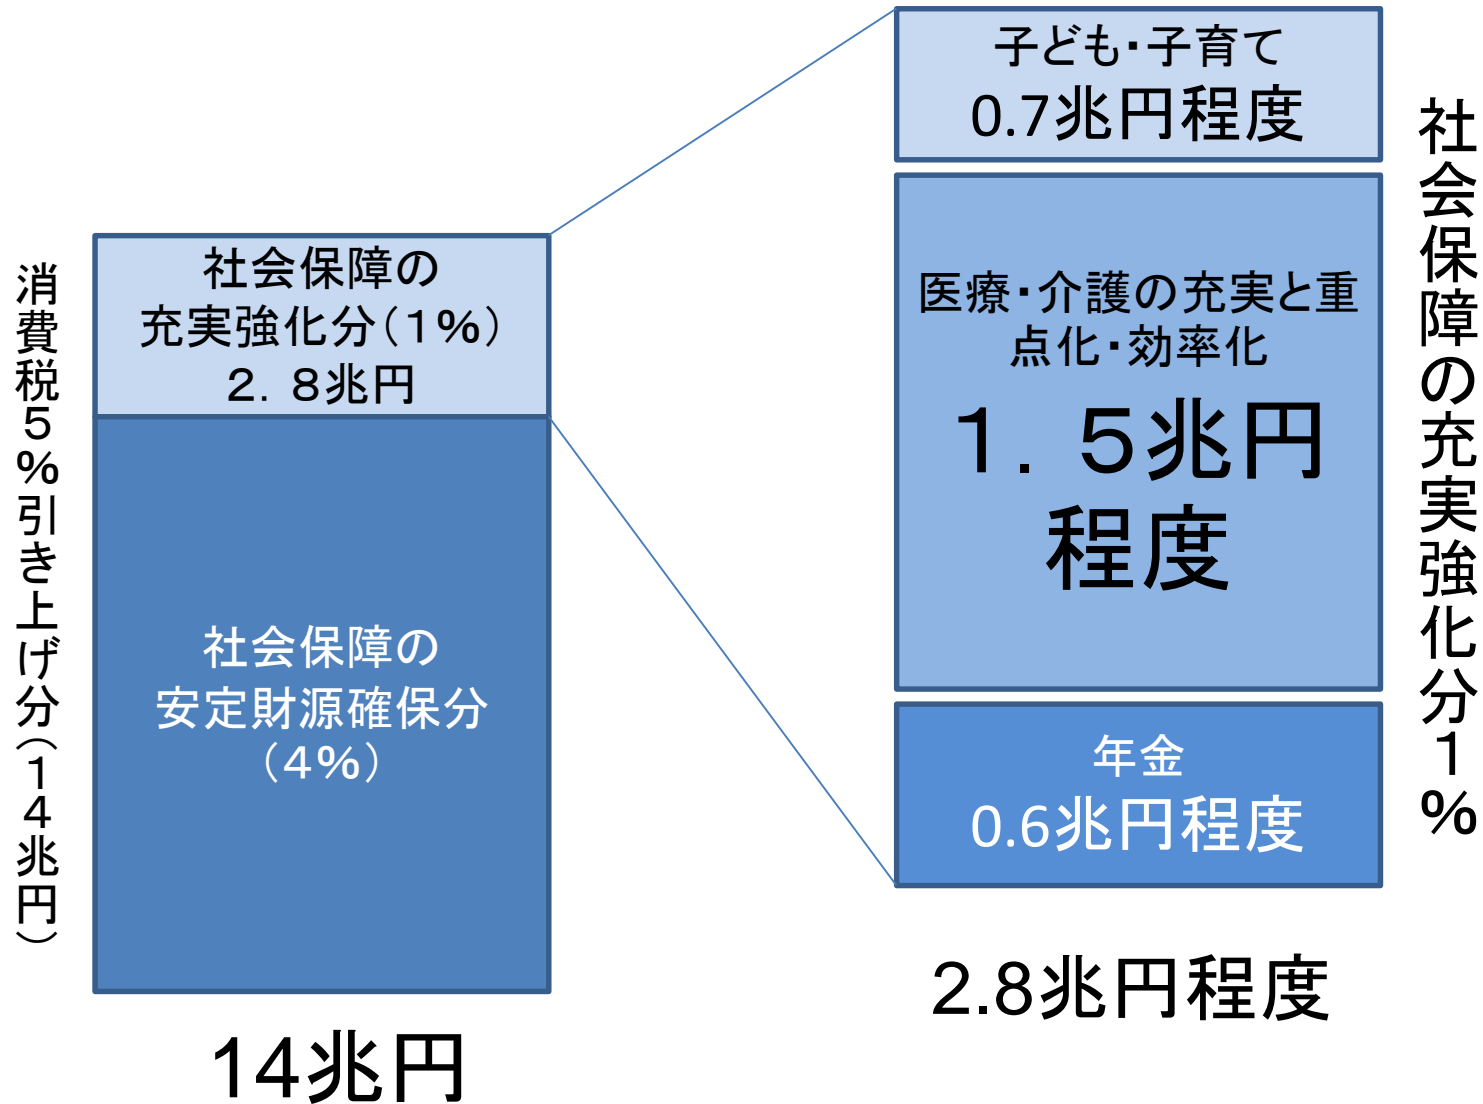 消費税５％引き上げ分（１４兆円）
社会保障の
充実強化分（１％）
２．８兆円
社会保障の
安定財源確保分
（４％）
14兆円
子ども・子育て
0.7兆円程度
医療・介護の充実と重
点化・効率化
１．５兆円
程度
年金
0.6兆円程度
2.8兆円程度
社会保障の充実強化分１％